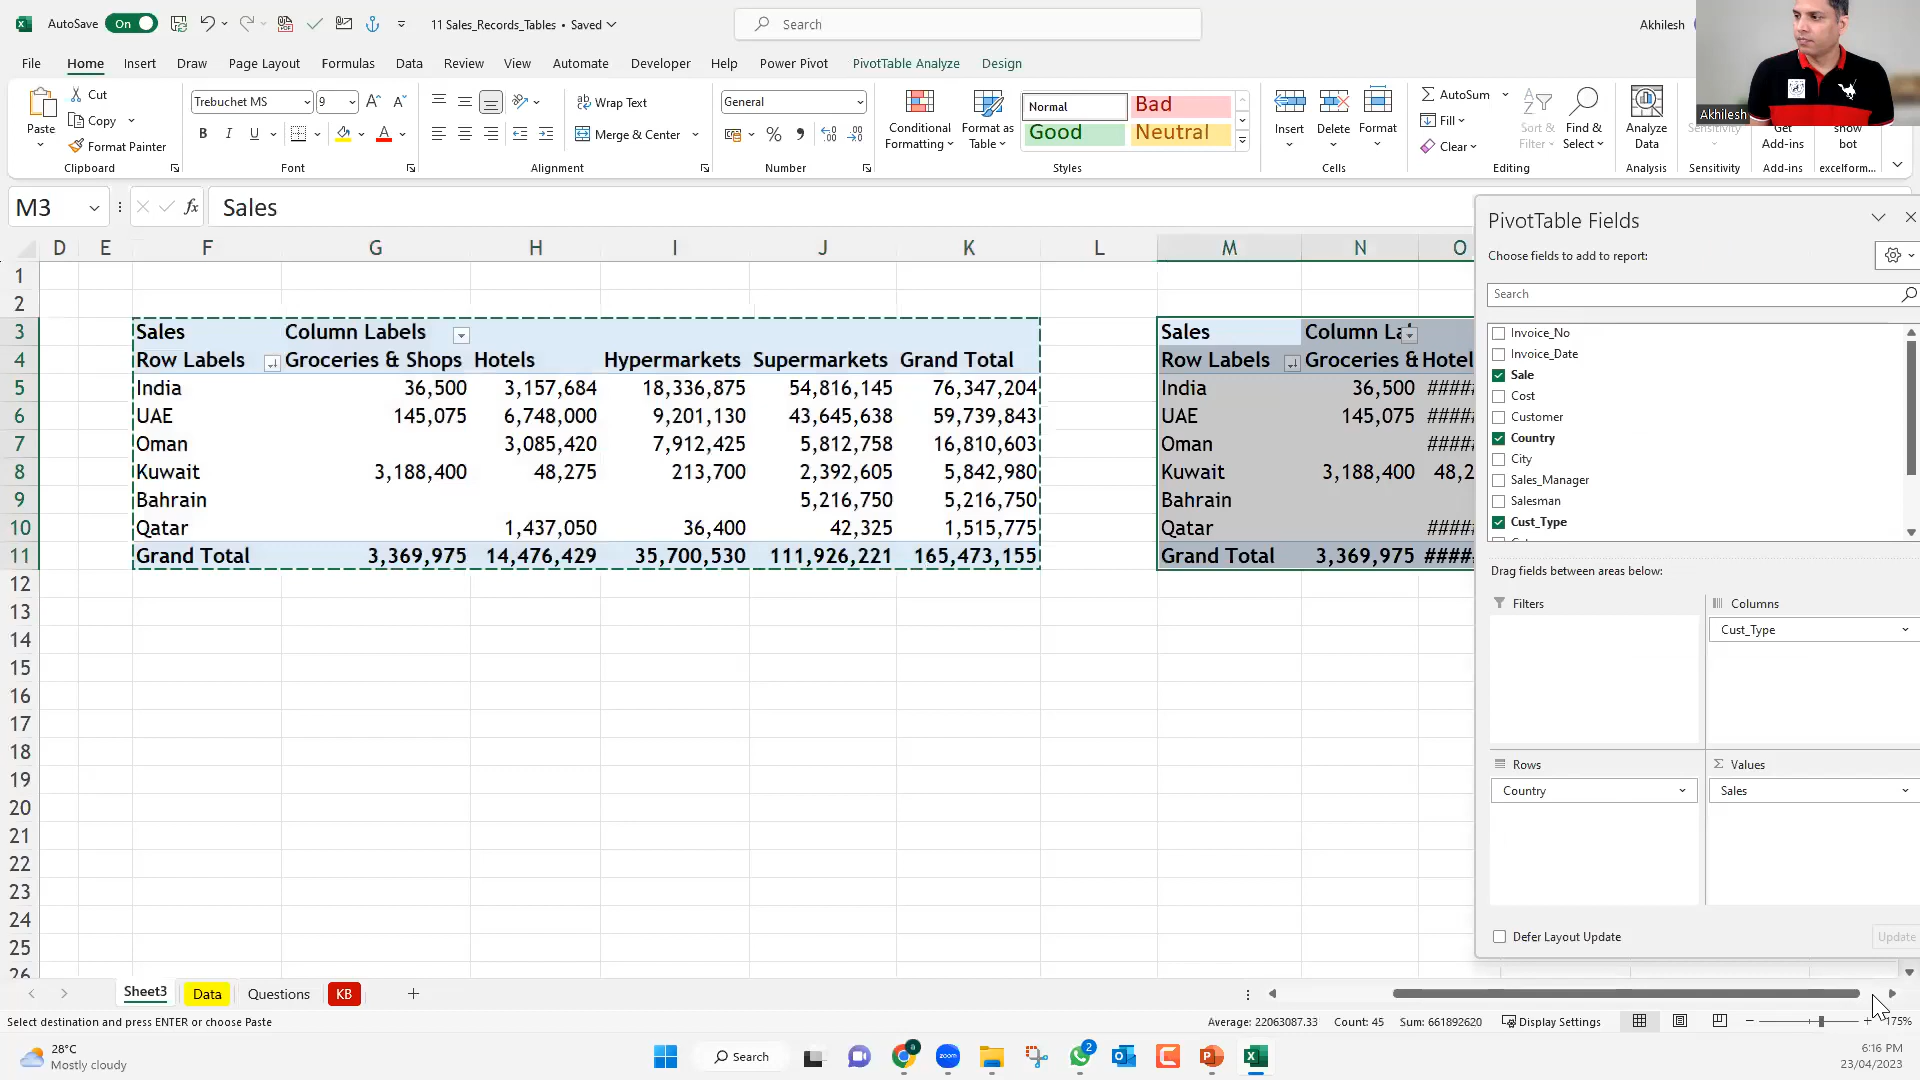 AutoSave On 11 Sales_Records_Tables • Saved Search Akhilesh
File Home Insert Draw Page Layout Formulas Data Review View Automate Developer Help Power Pivot PivotTable Analyze Design
Paste Cut Copy Format Painter Clipboard
Trebuchet MS 9 B I U Font
Wrap Text Merge & Center Alignment
General % Number
Conditional Formatting Format as Table Normal Bad Good Neutral Styles
Insert Delete Format Cells
AutoSum Fill Clear Sort & Filter Find & Select Editing
Analyze Data Analysis
Sensitivity Sensitivity
Get Add-ins Add-ins
show bot excelform...
Akhilesh
M3 fx Sales
D E F G H I J K L M N O
1
2
3 Sales Column Labels Sales Column La
4 Row Labels Groceries & Shops Hotels Hypermarkets Supermarkets Grand Total Row Labels Groceries & Hotel
5 India 36,500 3,157,684 18,336,875 54,816,145 76,347,204 India 36,500 #####
6 UAE 145,075 6,748,000 9,201,130 43,645,638 59,739,843 UAE 145,075 #####
7 Oman 3,085,420 7,912,425 5,812,758 16,810,603 Oman #####
8 Kuwait 3,188,400 48,275 213,700 2,392,605 5,842,980 Kuwait 3,188,400 48,2
9 Bahrain 5,216,750 5,216,750 Bahrain
10 Qatar 1,437,050 36,400 42,325 1,515,775 Qatar #####
11 Grand Total 3,369,975 14,476,429 35,700,530 111,926,221 165,473,155 Grand Total 3,369,975 #####
12
13
14
15
16
17
18
19
20
21
22
23
24
25
26
PivotTable Fields
Choose fields to add to report:
Search
Invoice_No
Invoice_Date
Sale
Cost
Customer
Country
City
Sales_Manager
Salesman
Cust_Type
Drag fields between areas below:
Filters Columns
Cust_Type
Rows Values
Country Sales
Defer Layout Update Update
Sheet3 Data Questions KB
Select destination and press ENTER or choose Paste Average: 22063087.33 Count: 45 Sum: 661892620 Display Settings 175%
28°C
Mostly cloudy
Search zoom 2
6:16 PM
23/04/2023